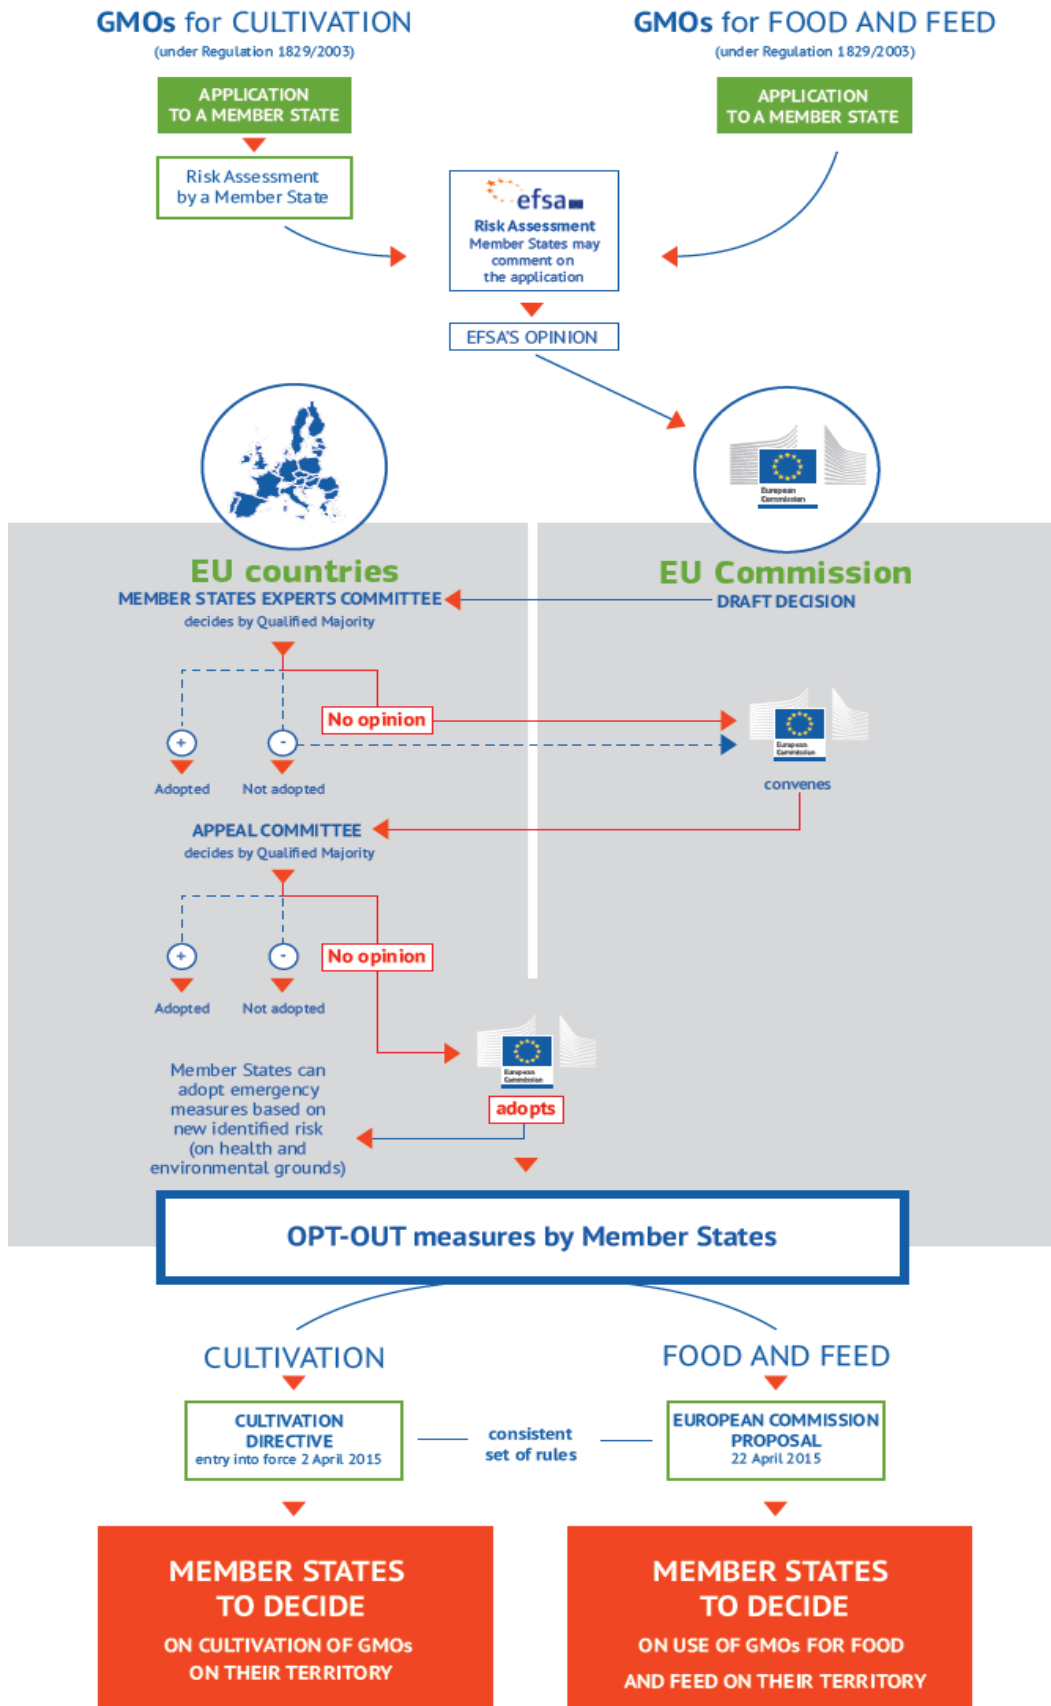 GMOs for CULTIVATION
(under Regulation 1829/2003)
GMOs for FOOD AND FEED
(under Regulation 1829/2003)
APPLICATION
TO A MEMBER STATE
APPLICATION
TO A MEMBER STATE
Risk Assessment
by a Member State
efsa
Risk Assessment
Member States may
comment on
the application
EFSA'S OPINION
European
Commission
EU countries
EU Commission
MEMBER STATES EXPERTS COMMITTEE
decides by Qualified Majority
DRAFT DECISION
No opinion
+
-
European
Commission
Adopted
Not adopted
convenes
APPEAL COMMITTEE
decides by Qualified Majority
No opinion
+
-
Adopted
Not adopted
European
Commission
adopts
Member States can
adopt emergency
measures based on
new identified risk
(on health and
environmental grounds)
OPT-OUT measures by Member States
CULTIVATION
FOOD AND FEED
CULTIVATION
DIRECTIVE
entry into force 2 April 2015
consistent
set of rules
EUROPEAN COMMISSION
PROPOSAL
22 April 2015
MEMBER STATES
TO DECIDE
ON CULTIVATION OF GMOs
ON THEIR TERRITORY
MEMBER STATES
TO DECIDE
ON USE OF GMOs FOR FOOD
AND FEED ON THEIR TERRITORY